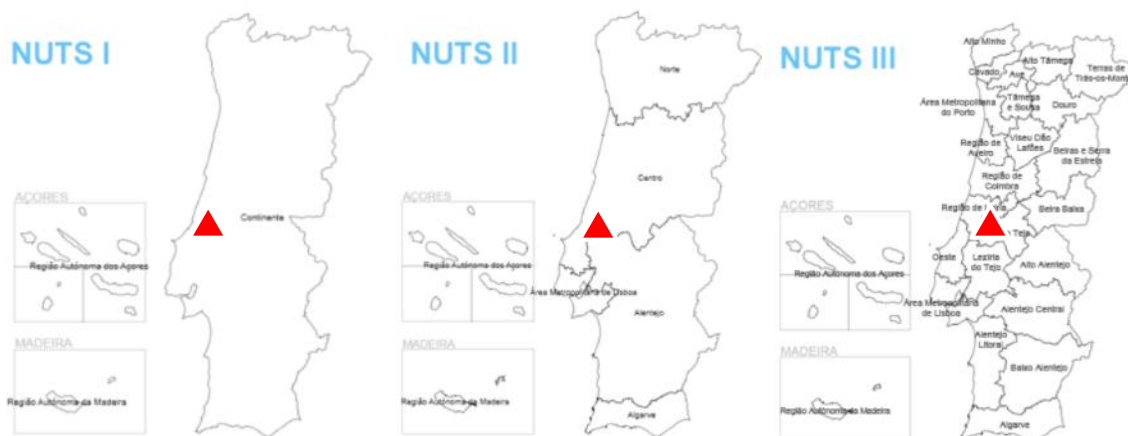 NUTS I
AÇORES
Região Autónoma dos Açores
MADEIRA
Região Autónoma da Madeira
Continente
NUTS II
AÇORES
Região Autónoma dos Açores
MADEIRA
Região Autónoma da Madeira
Norte
Centro
Área Metropolitana de Lisboa
Alentejo
Algarve
NUTS III
AÇORES
Região Autónoma dos Açores
MADEIRA
Região Autónoma da Madeira
Alto Minho
Alto Tâmega
Terras de
Trás-os-Mont
Cávado
Ave
Área Metropolitana
do Porto
Tâmega
e Sousa
Douro
Região de
Aveiro
Viseu Dão
Lafões
Beiras e Serra
da Estrela
Região de
Coimbra
Região de
Beira Baixa
Tejo
Oeste
Lezíria
do Tejo
Alto Alentejo
Área Metropolitana
de Lisboa
Alentejo Central
Alentejo
Litoral
Baixo Alentejo
Algarve